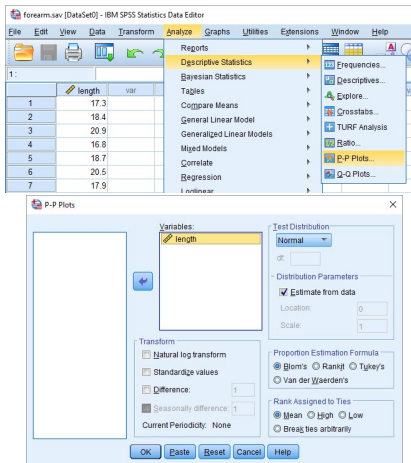 forearm.sav [DataSet0] - IBM SPSS Statistics Data Editor
File Edit View Data Transform Analyze Graphs Utilities Extensions Window Help
Reports
Descriptive Statistics
Bayesian Statistics
Tables
Compare Means
General Linear Model
Generalized Linear Models
Mixed Models
Correlate
Regression
Loglinear
Frequencies...
Descriptives...
Explore...
Crosstabs...
TURF Analysis
Ratio...
P-P Plots...
Q-Q Plots...
1 :
length var
1 17.3
2 18.4
3 20.9
4 16.8
5 18.7
6 20.5
7 17.9
P-P Plots
Variables:
length
Test Distribution
Normal
df:
Distribution Parameters
Estimate from data
Location: 0
Scale: 1
Transform
Natural log transform
Standardize values
Difference: 1
Seasonally difference: 1
Current Periodicity: None
Proportion Estimation Formula
Blom's Rankit Tukey's
Van der Waerden's
Rank Assigned to Ties
Mean High Low
Break ties arbitrarily
OK Paste Reset Cancel Help